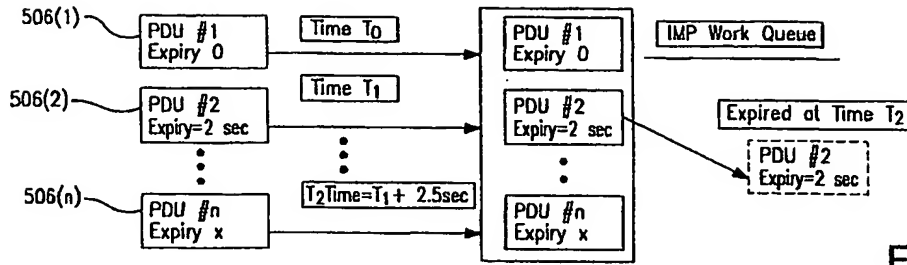 506(1)
PDU #1
Expiry 0
Time T0
PDU #1
Expiry 0
IMP Work Queue
506(2)
PDU #2
Expiry=2 sec
Time T1
PDU #2
Expiry=2 sec
Expired at Time T2
PDU #2
Expiry=2 sec
506(n)
PDU #n
Expiry x
T2Time=T1+ 2.5sec
PDU #n
Expiry x